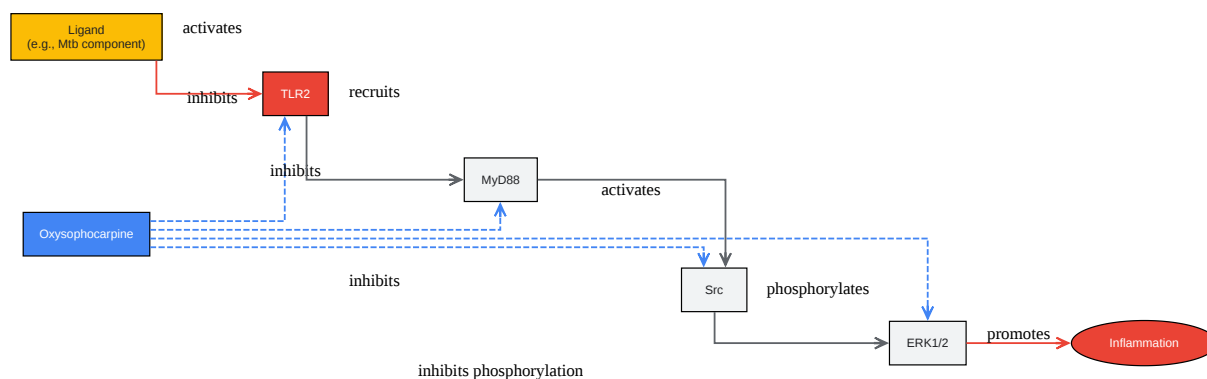 Ligand
(e.g., Mtb component)
activates
inhibits
TLR2
recruits
inhibits
MyD88
activates
Oxysophocarpine
inhibits
Src
phosphorylates
ERK1/2
promotes
Inflammation
inhibits phosphorylation